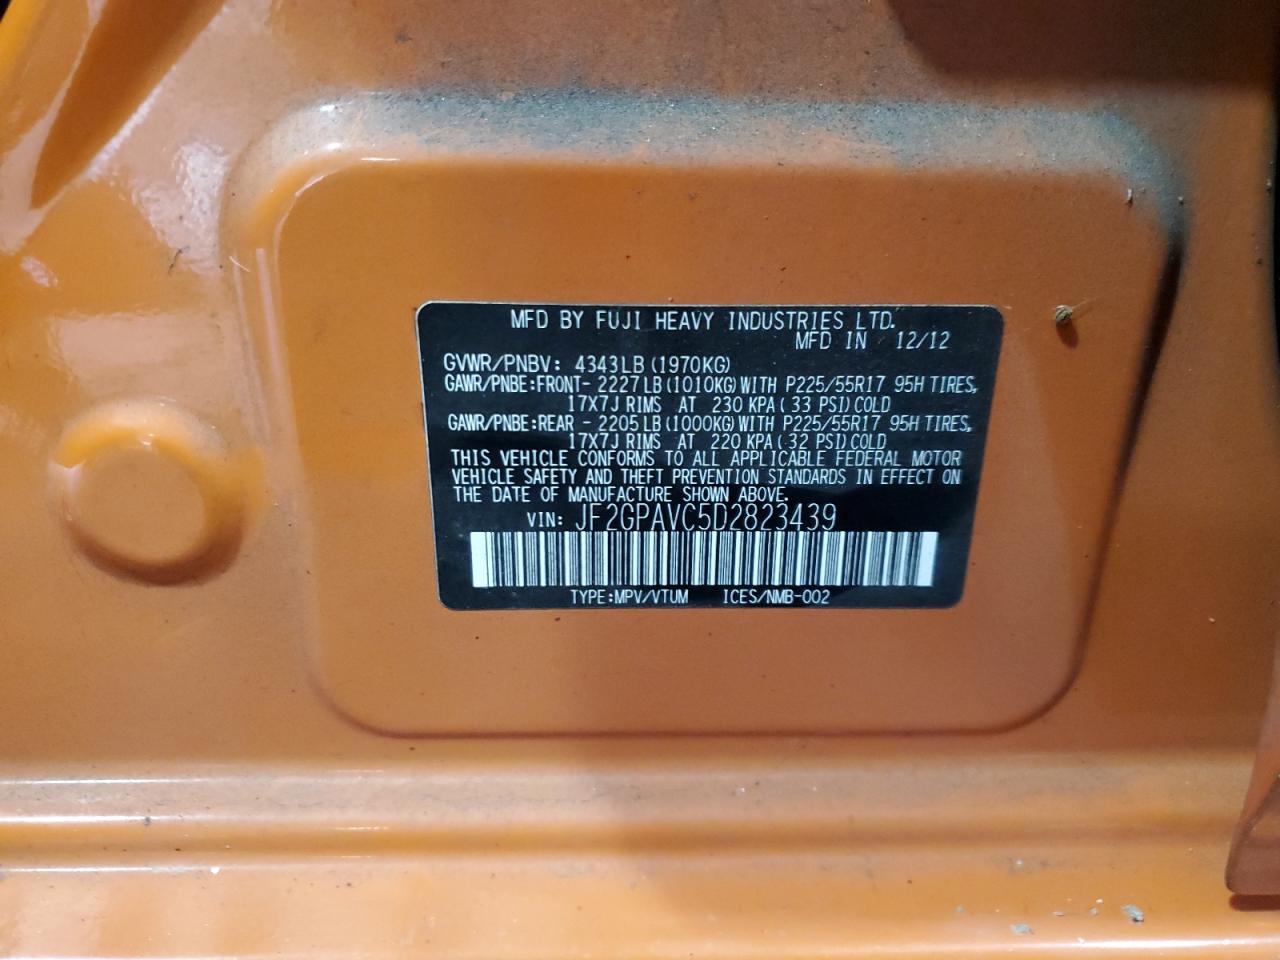 MFD BY FUJI HEAVY INDUSTRIES LTD.
MFD IN 12/12
GVWR/PNBV: 4343LB (1970KG)
GAWR/PNBE:FRONT- 2227LB (1010KG) WITH P225/55R17 95H TIRES,
17X7J RIMS AT 230 KPA (33 PSI) COLD
GAWR/PNBE:REAR - 2205LB (1000KG) WITH P225/55R17 95H TIRES,
17X7J RIMS AT 220 KPA (32 PSI) COLD
THIS VEHICLE CONFORMS TO ALL APPLICABLE FEDERAL MOTOR
VEHICLE SAFETY AND THEFT PREVENTION STANDARDS IN EFFECT ON
THE DATE OF MANUFACTURE SHOWN ABOVE.
VIN: JF2GPAVC5D2823439
TYPE:MPV/VTUM ICES/NMB-002